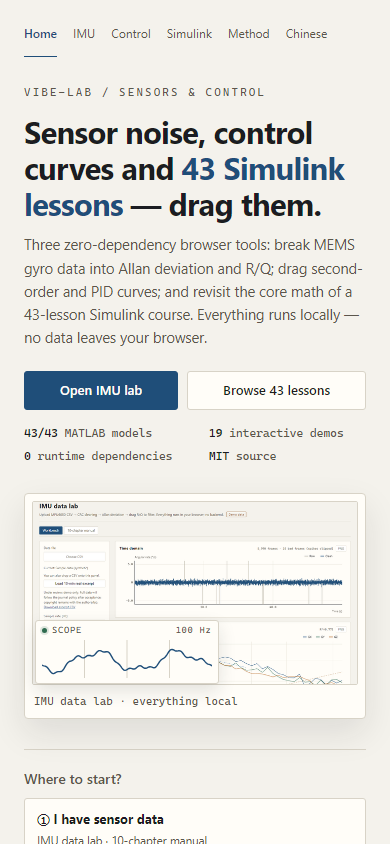 Home IMU Control Simulink Method Chinese
VIBE-LAB / SENSORS & CONTROL
Sensor noise, control
curves and 43 Simulink
lessons — drag them.
Three zero-dependency browser tools: break MEMS
gyro data into Allan deviation and R/Q; drag second-
order and PID curves; and revisit the core math of a
43-lesson Simulink course. Everything runs locally —
no data leaves your browser.
Open IMU lab Browse 43 lessons
43/43 MATLAB models 19 interactive demos
0 runtime dependencies MIT source
IMU data lab
Workbench
Time domain
SCOPE 100 Hz
IMU data lab · everything local
Where to start?
① I have sensor data
IMU data lab · 10-chapter manual